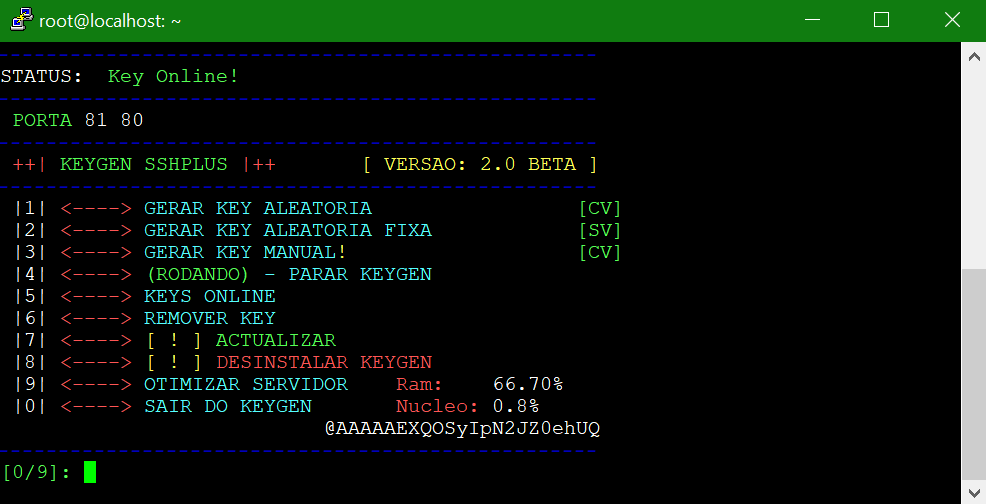 root@localhost: ~
STATUS: Key Online!
PORTA 81 80
++| KEYGEN SSHPLUS |++ [ VERSAO: 2.0 BETA ]
|1| <----> GERAR KEY ALEATORIA [CV]
|2| <----> GERAR KEY ALEATORIA FIXA [SV]
|3| <----> GERAR KEY MANUAL! [CV]
|4| <----> (RODANDO) - PARAR KEYGEN
|5| <----> KEYS ONLINE
|6| <----> REMOVER KEY
|7| <----> [ ! ] ACTUALIZAR
|8| <----> [ ! ] DESINSTALAR KEYGEN
|9| <----> OTIMIZAR SERVIDOR Ram: 66.70%
|0| <----> SAIR DO KEYGEN Nucleo: 0.8%
@AAAAAEXQOSyIpN2JZ0ehUQ
[0/9]: